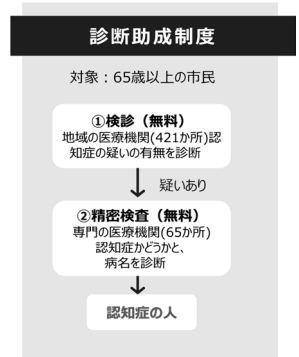 診断助成制度
対象：65歳以上の市民
①検診（無料）
地域の医療機関(421か所)認
知症の疑いの有無を診断
疑いあり
②精密検査（無料）
専門の医療機関(65か所)
認知症かどうかと、
病名を診断
認知症の人